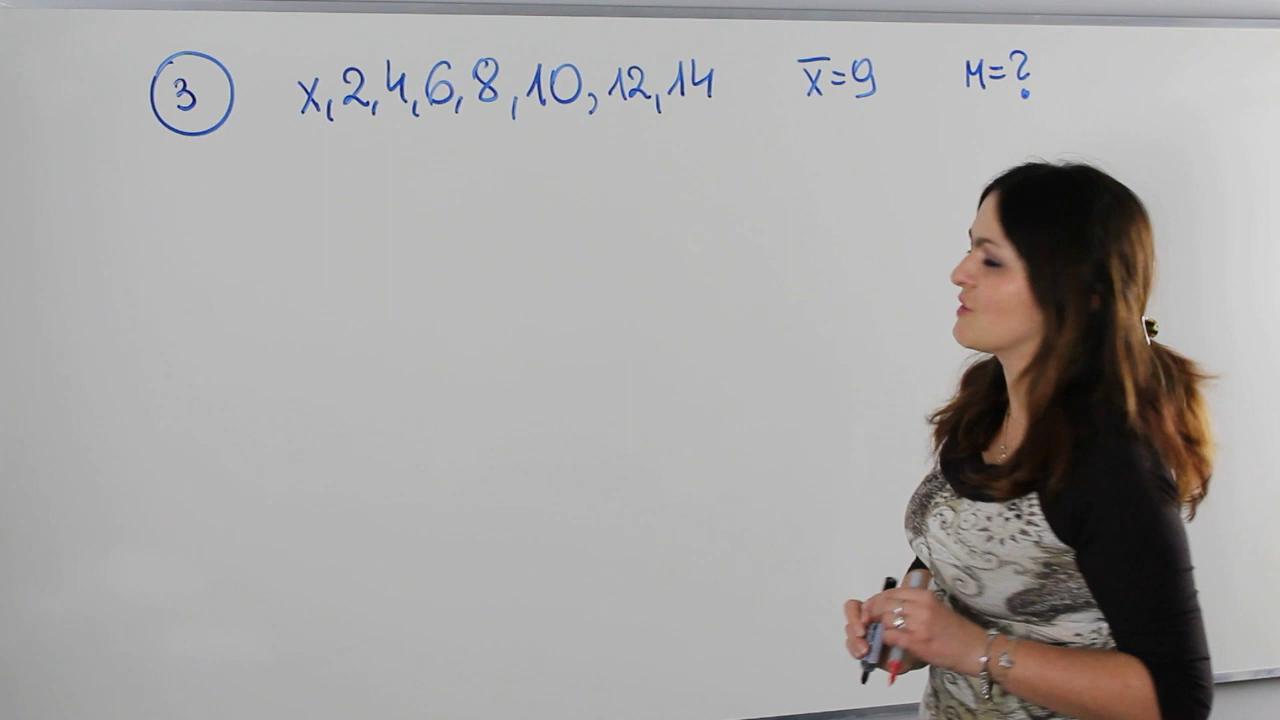 3 x, 2, 4, 6, 8, 10, 12, 14 x̄=9 M=?